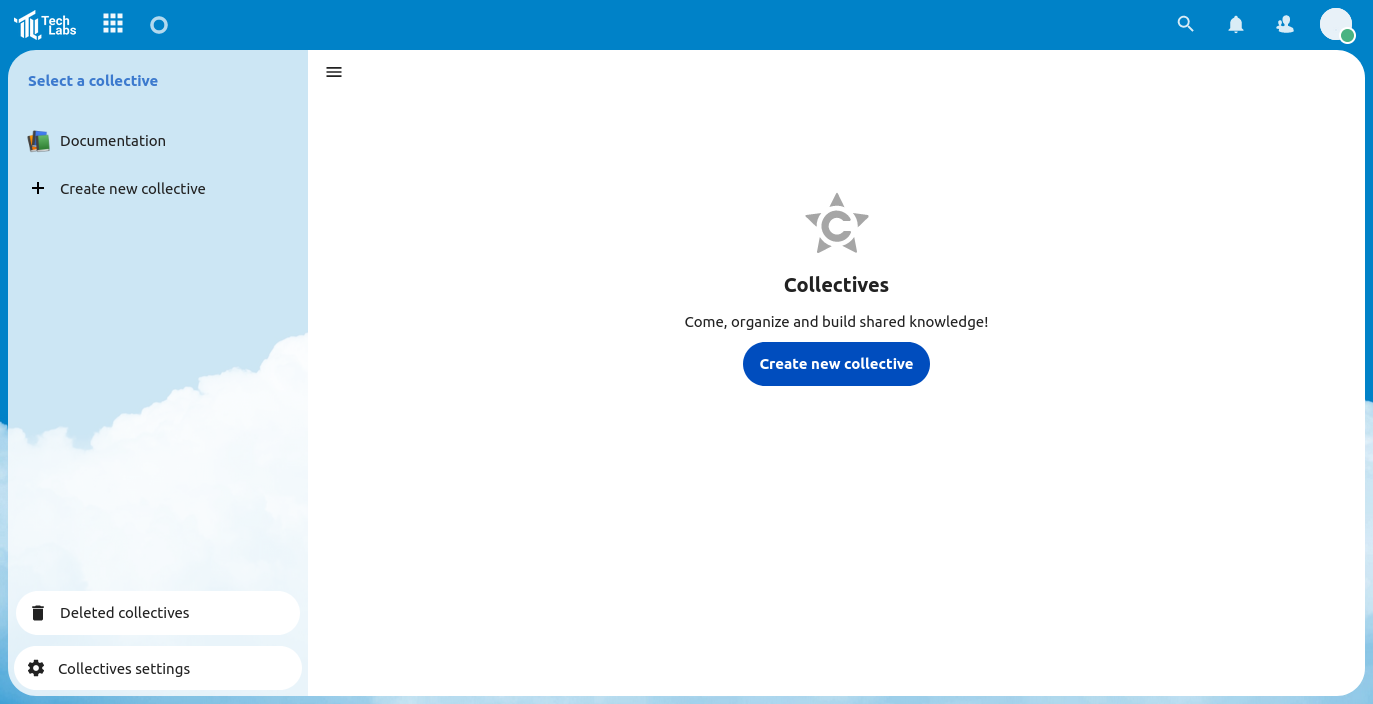 Tech
Labs
Select a collective
Documentation
Create new collective
Deleted collectives
Collectives settings
Collectives
Come, organize and build shared knowledge!
Create new collective